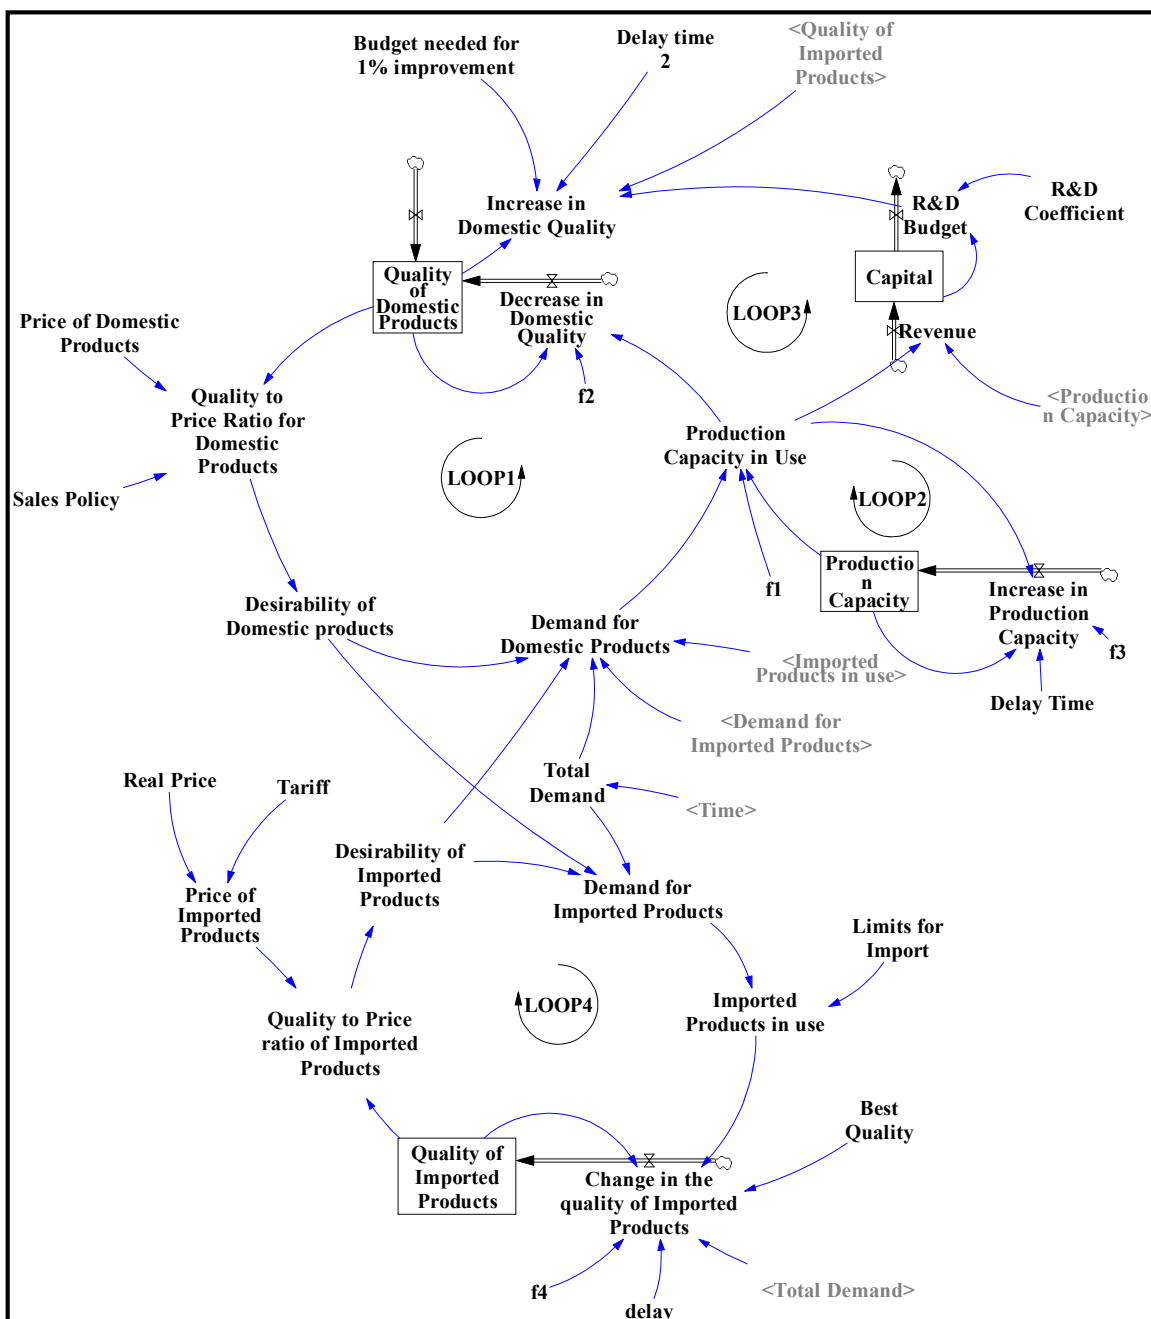 Budget needed for
1% improvement
Delay time
2
<Quality of
Imported
Products>
Increase in
Domestic Quality
R&D
Budget
R&D
Coefficient
Quality
of
Domestic
Products
Decrease in
Domestic
Quality
Capital
LOOP3
Revenue
Price of Domestic
Products
f2
<Productio
n Capacity>
Quality to
Price Ratio for
Domestic
Products
Production
Capacity in Use
LOOP1
LOOP2
Sales Policy
f1
Productio
n
Capacity
Increase in
Production
Capacity
f3
Desirability of
Domestic products
Demand for
Domestic Products
<Imported
Products in use>
Delay Time
<Demand for
Imported Products>
Real Price
Tariff
Total
Demand
<Time>
Desirability of
Imported
Products
Price of
Imported
Products
Demand for
Imported Products
Limits for
Import
LOOP4
Imported
Products in use
Quality to Price
ratio of Imported
Products
Best
Quality
Quality of
Imported
Products
Change in the
quality of Imported
Products
f4
delay
<Total Demand>